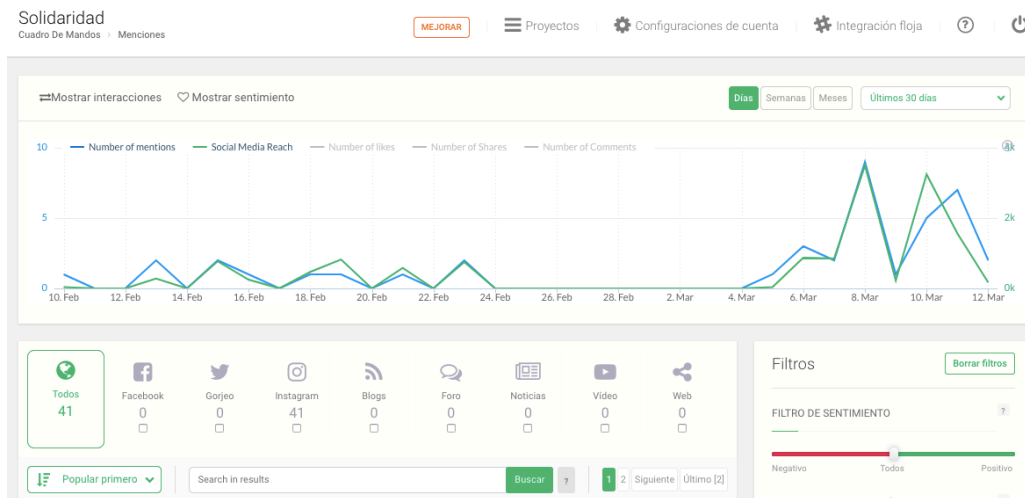 Solidaridad
Cuadro De Mandos › Menciones
MEJORAR
Proyectos
Configuraciones de cuenta
Integración floja
?
Mostrar interacciones
Mostrar sentimiento
Días
Semanas
Meses
Últimos 30 días
Number of mentions
Social Media Reach
Number of likes
Number of Shares
Number of Comments
10
5
0
4k
2k
0k
10. Feb 12. Feb 14. Feb 16. Feb 18. Feb 20. Feb 22. Feb 24. Feb 26. Feb 28. Feb 2. Mar 4. Mar 6. Mar 8. Mar 10. Mar 12. Mar
Todos Facebook Gorjeo Instagram Blogs Foro Noticias Vídeo Web
41 0 0 41 0 0 0 0 0
Popular primero
Search in results
Buscar
?
1 2 Siguiente Último [2]
Filtros
Borrar filtros
FILTRO DE SENTIMIENTO
?
Negativo Todos Positivo